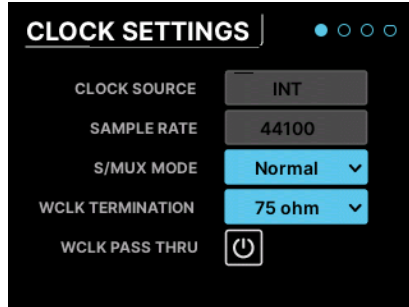 CLOCK SETTINGS
CLOCK SOURCE INT
SAMPLE RATE 44100
S/MUX MODE Normal
WCLK TERMINATION 75 ohm
WCLK PASS THRU